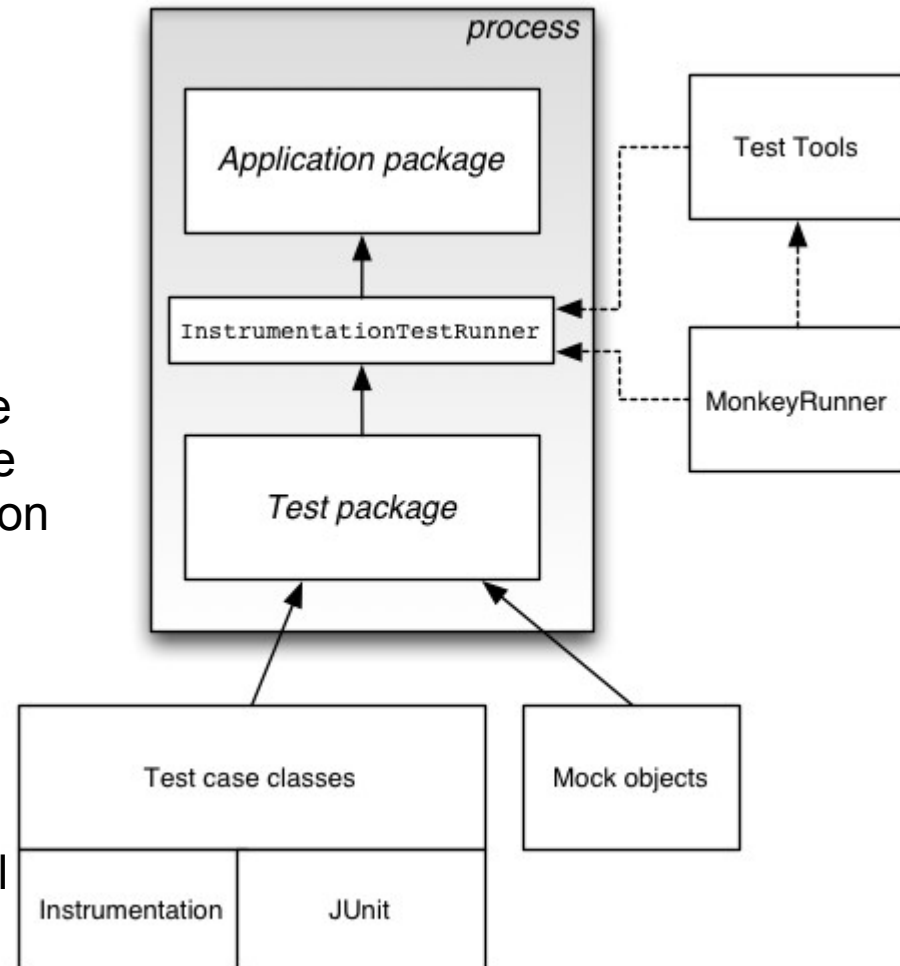 process
Application package
Test Tools
InstrumentationTestRunner
MonkeyRunner
Test package
Test case classes
Mock objects
Instrumentation
JUnit